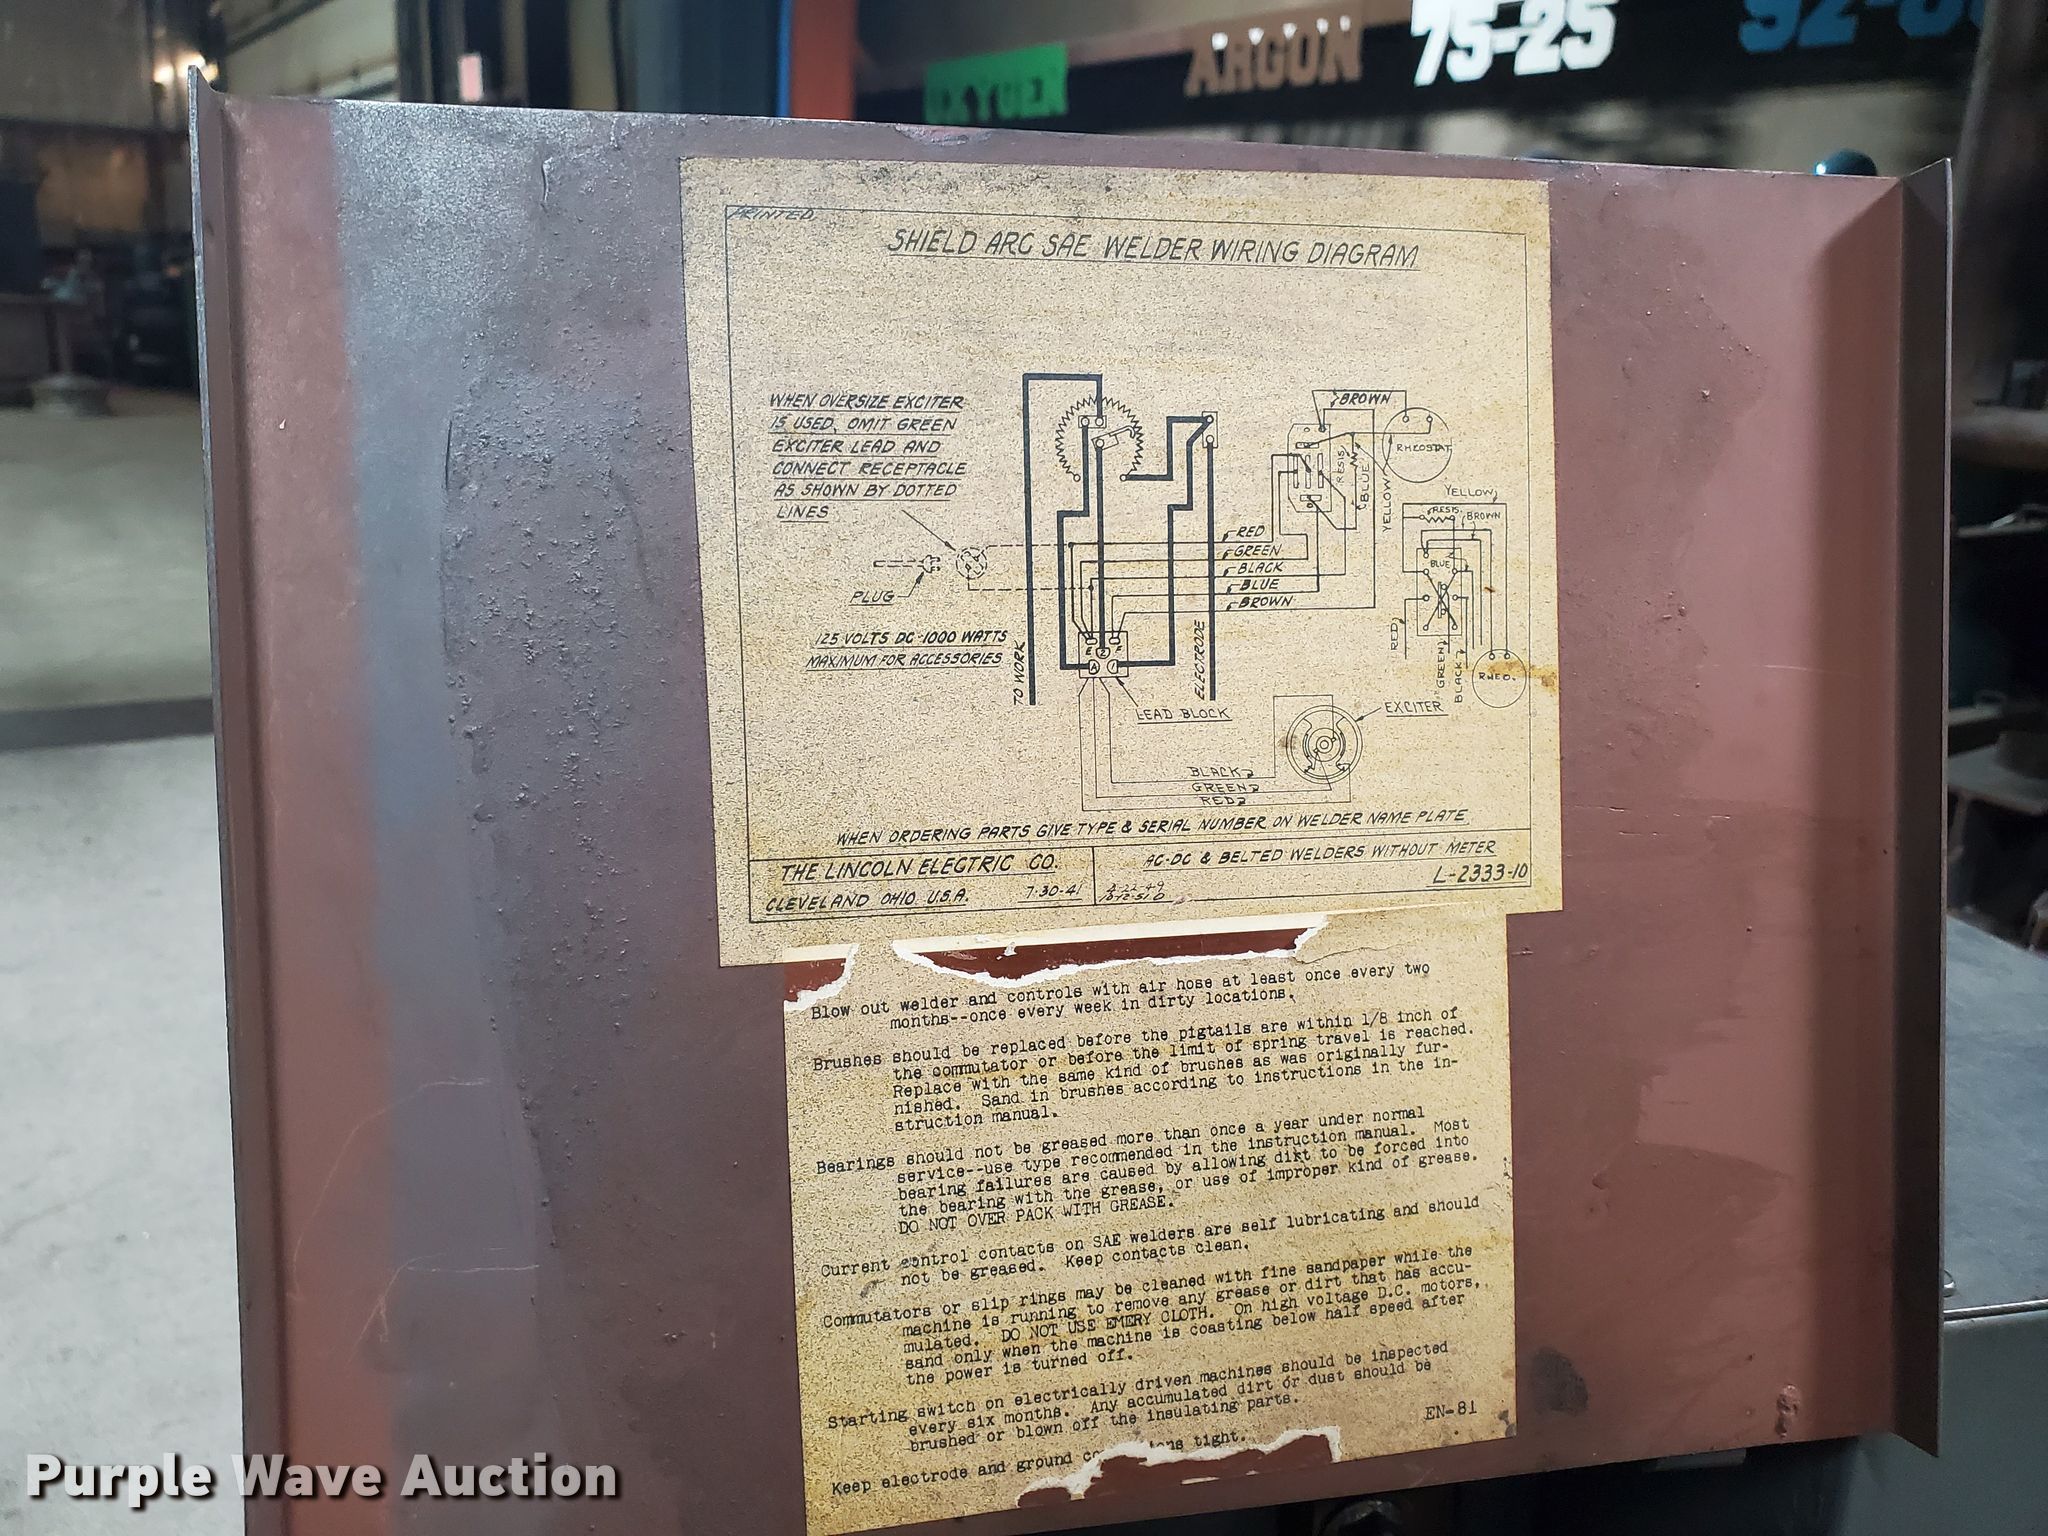 OXYGEN
ARGON
75-25
PRINTED
SHIELD ARC SAE WELDER WIRING DIAGRAM
WHEN OVERSIZE EXCITER
IS USED, OMIT GREEN
EXCITER LEAD AND
CONNECT RECEPTACLE
AS SHOWN BY DOTTED
LINES
PLUG
125 VOLTS DC-1000 WATTS
MAXIMUM FOR ACCESSORIES
TO WORK
ELECTRODE
LEAD BLOCK
RED
GREEN
BLACK
BLUE
BROWN
BROWN
RHEOSTAT
RESIS.
BLUE
YELLOW
YELLOW
RESIS.
BROWN
BLUE
RED
GREEN
BLACK
RHEO.
EXCITER
BLACK
GREEN
RED
WHEN ORDERING PARTS GIVE TYPE & SERIAL NUMBER ON WELDER NAME PLATE
THE LINCOLN ELECTRIC CO.
CLEVELAND OHIO U.S.A.
7-30-41
AC-DC & BELTED WELDERS WITHOUT METER
L-2333-10
Blow out welder and controls with air hose at least once every two
months--once every week in dirty locations.
Brushes should be replaced before the pigtails are within 1/8 inch of
the commutator or before the limit of spring travel is reached.
Replace with the same kind of brushes as was originally fur-
nished. Sand in brushes according to instructions in the in-
struction manual.
Bearings should not be greased more than once a year under normal
service--use type recommended in the instruction manual. Most
bearing failures are caused by allowing dirt to be forced into
the bearing with the grease, or use of improper kind of grease.
DO NOT OVER PACK WITH GREASE.
Current control contacts on SAE welders are self lubricating and should
not be greased. Keep contacts clean.
Commutators or slip rings may be cleaned with fine sandpaper while the
machine is running to remove any grease or dirt that has accu-
mulated. DO NOT USE EMERY CLOTH. On high voltage D.C. motors,
sand only when the machine is coasting below half speed after
the power is turned off.
Starting switch on electrically driven machines should be inspected
every six months. Any accumulated dirt or dust should be
brushed or blown off the insulating parts.
EN-81
Keep electrode and ground tight.
Purple Wave Auction